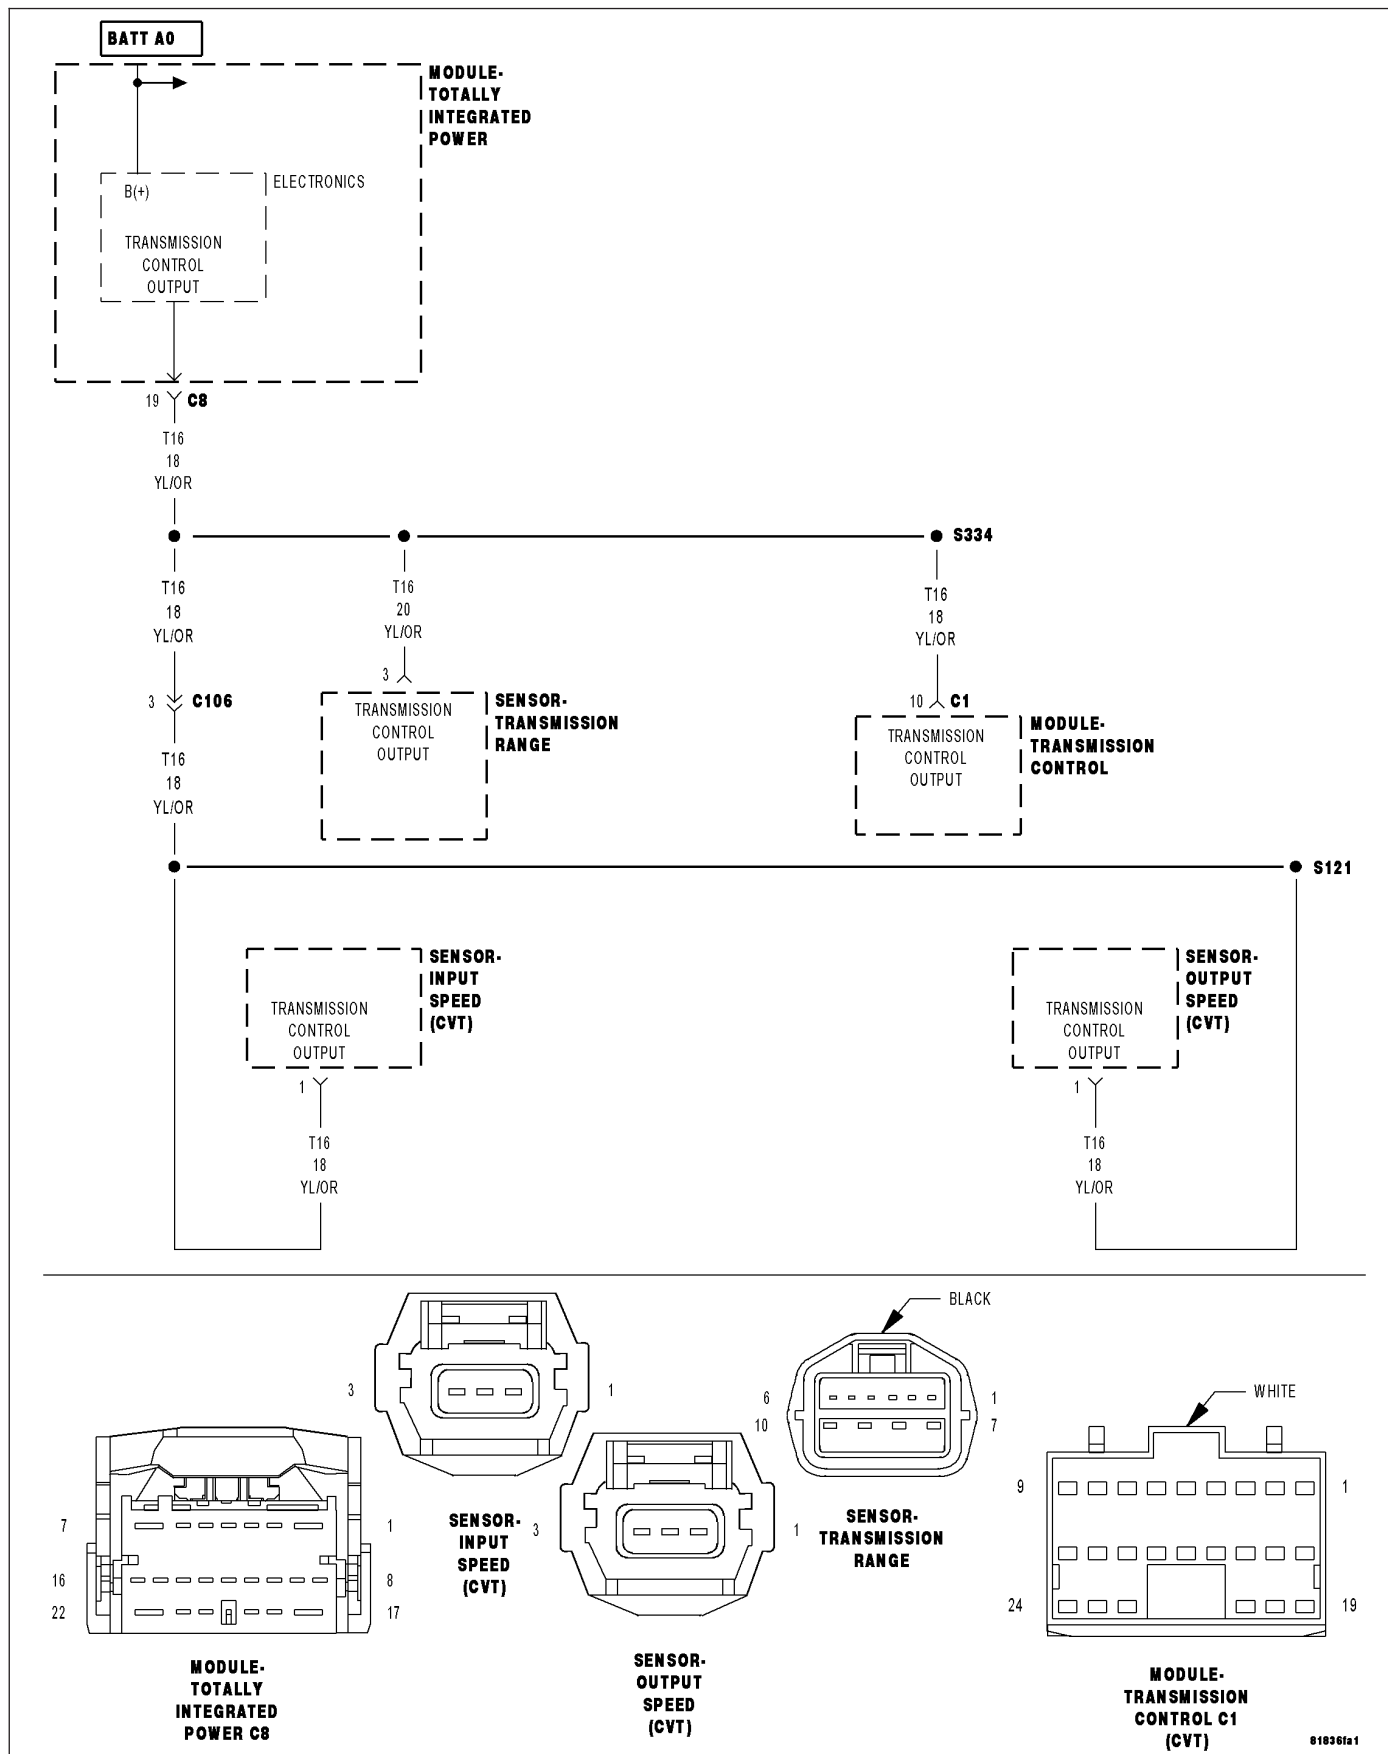 BATT A0
MODULE-
TOTALLY
INTEGRATED
POWER
ELECTRONICS
B(+)
TRANSMISSION
CONTROL
OUTPUT
19 C8
T16
18
YL/OR
S334
T16
18
YL/OR
T16
20
YL/OR
T16
18
YL/OR
3 C106
3
TRANSMISSION
CONTROL
OUTPUT
SENSOR-
TRANSMISSION
RANGE
10 C1
TRANSMISSION
CONTROL
OUTPUT
MODULE-
TRANSMISSION
CONTROL
T16
18
YL/OR
S121
TRANSMISSION
CONTROL
OUTPUT
SENSOR-
INPUT
SPEED
(CVT)
1
T16
18
YL/OR
TRANSMISSION
CONTROL
OUTPUT
SENSOR-
OUTPUT
SPEED
(CVT)
1
T16
18
YL/OR
3 1
SENSOR-
INPUT
SPEED
(CVT)
BLACK
6 1
10 7
SENSOR-
TRANSMISSION
RANGE
WHITE
9 1
24 19
MODULE-
TRANSMISSION
CONTROL C1
(CVT)
7 1
16 8
22 17
MODULE-
TOTALLY
INTEGRATED
POWER C8
3 1
SENSOR-
OUTPUT
SPEED
(CVT)
81836fa1